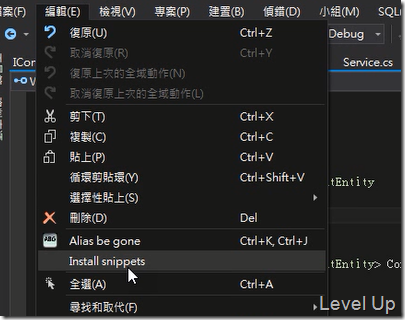 編輯(E) 檢視(V) 專案(P) 建置(B) 偵錯(D) 小組(M) SQL
Debug
ICon
Service.cs
復原(U) Ctrl+Z
取消復原(R) Ctrl+Y
復原上次的全域動作(N)
取消復原上次的全域動作(L)
剪下(T) Ctrl+X
複製(C) Ctrl+C
貼上(P) Ctrl+V
循環剪貼環(Y) Ctrl+Shift+V
選擇性貼上(S)
tEntity
刪除(D) Del
ABC Alias be gone Ctrl+K, Ctrl+J
Install snippets
tEntity> Co
全選(A) Ctrl+A
尋找和取代(F)
Level Up